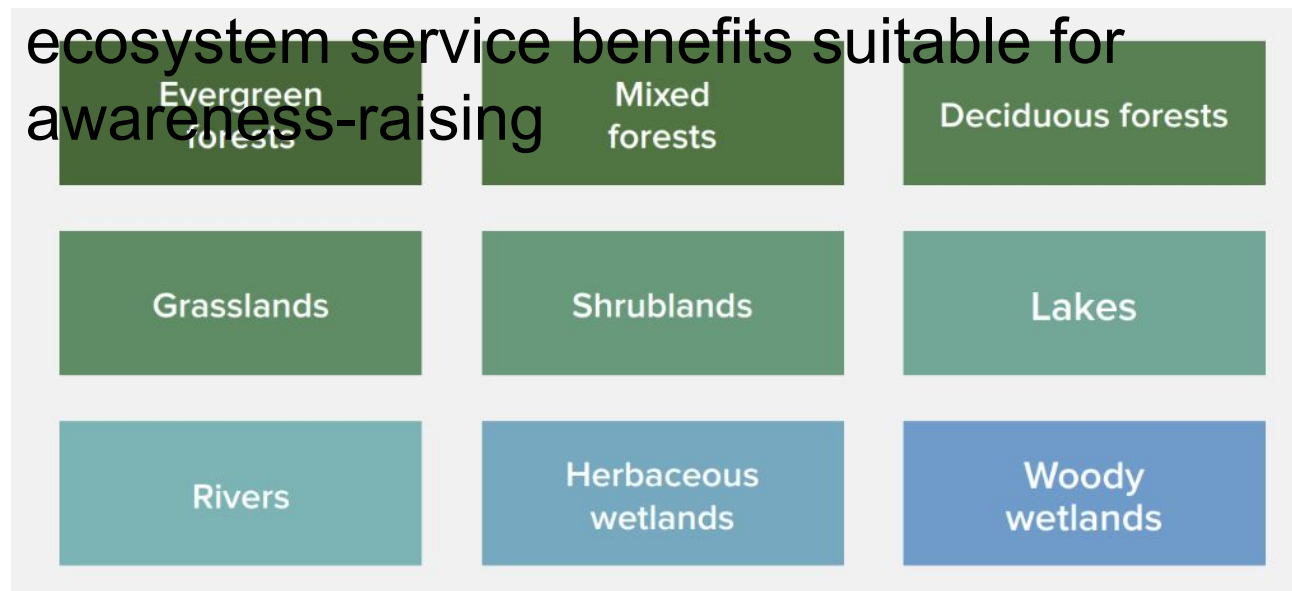 ecosystem service benefits suitable for
awareness-raising
Evergreen
forests
Mixed
forests
Deciduous forests
Grasslands
Shrublands
Lakes
Rivers
Herbaceous
wetlands
Woody
wetlands